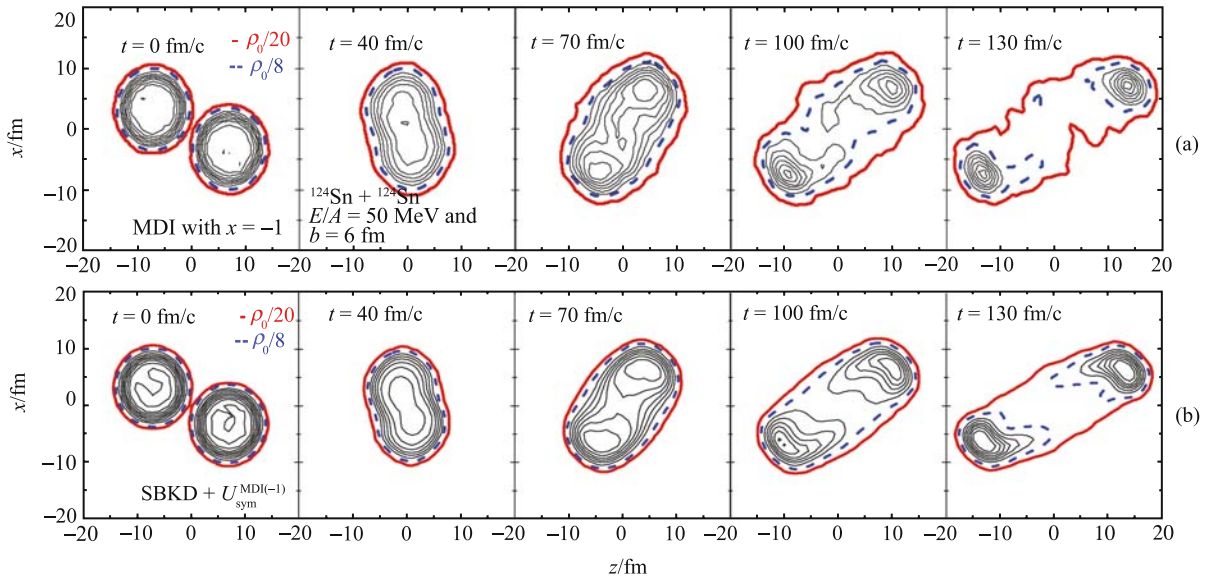 20
10
0
−10
−20
x/fm
t = 0 fm/c
- ρ₀/20
-- ρ₀/8
MDI with x = −1
t = 40 fm/c
¹²⁴Sn + ¹²⁴Sn
E/A = 50 MeV and
b = 6 fm
t = 70 fm/c
t = 100 fm/c
t = 130 fm/c
(a)
−20 −10 0 10 20 −10 0 10 20 −10 0 10 20 −10 0 10 20 −10 0 10 20
20
10
0
−10
−20
x/fm
t = 0 fm/c
- ρ₀/20
-- ρ₀/8
SBKD + U_sym^MDI(−1)
t = 40 fm/c
t = 70 fm/c
t = 100 fm/c
t = 130 fm/c
(b)
−20 −10 0 10 −20 −10 0 10 −20 −10 0 10 −20 −10 0 10 −20 −10 0 10 20
z/fm